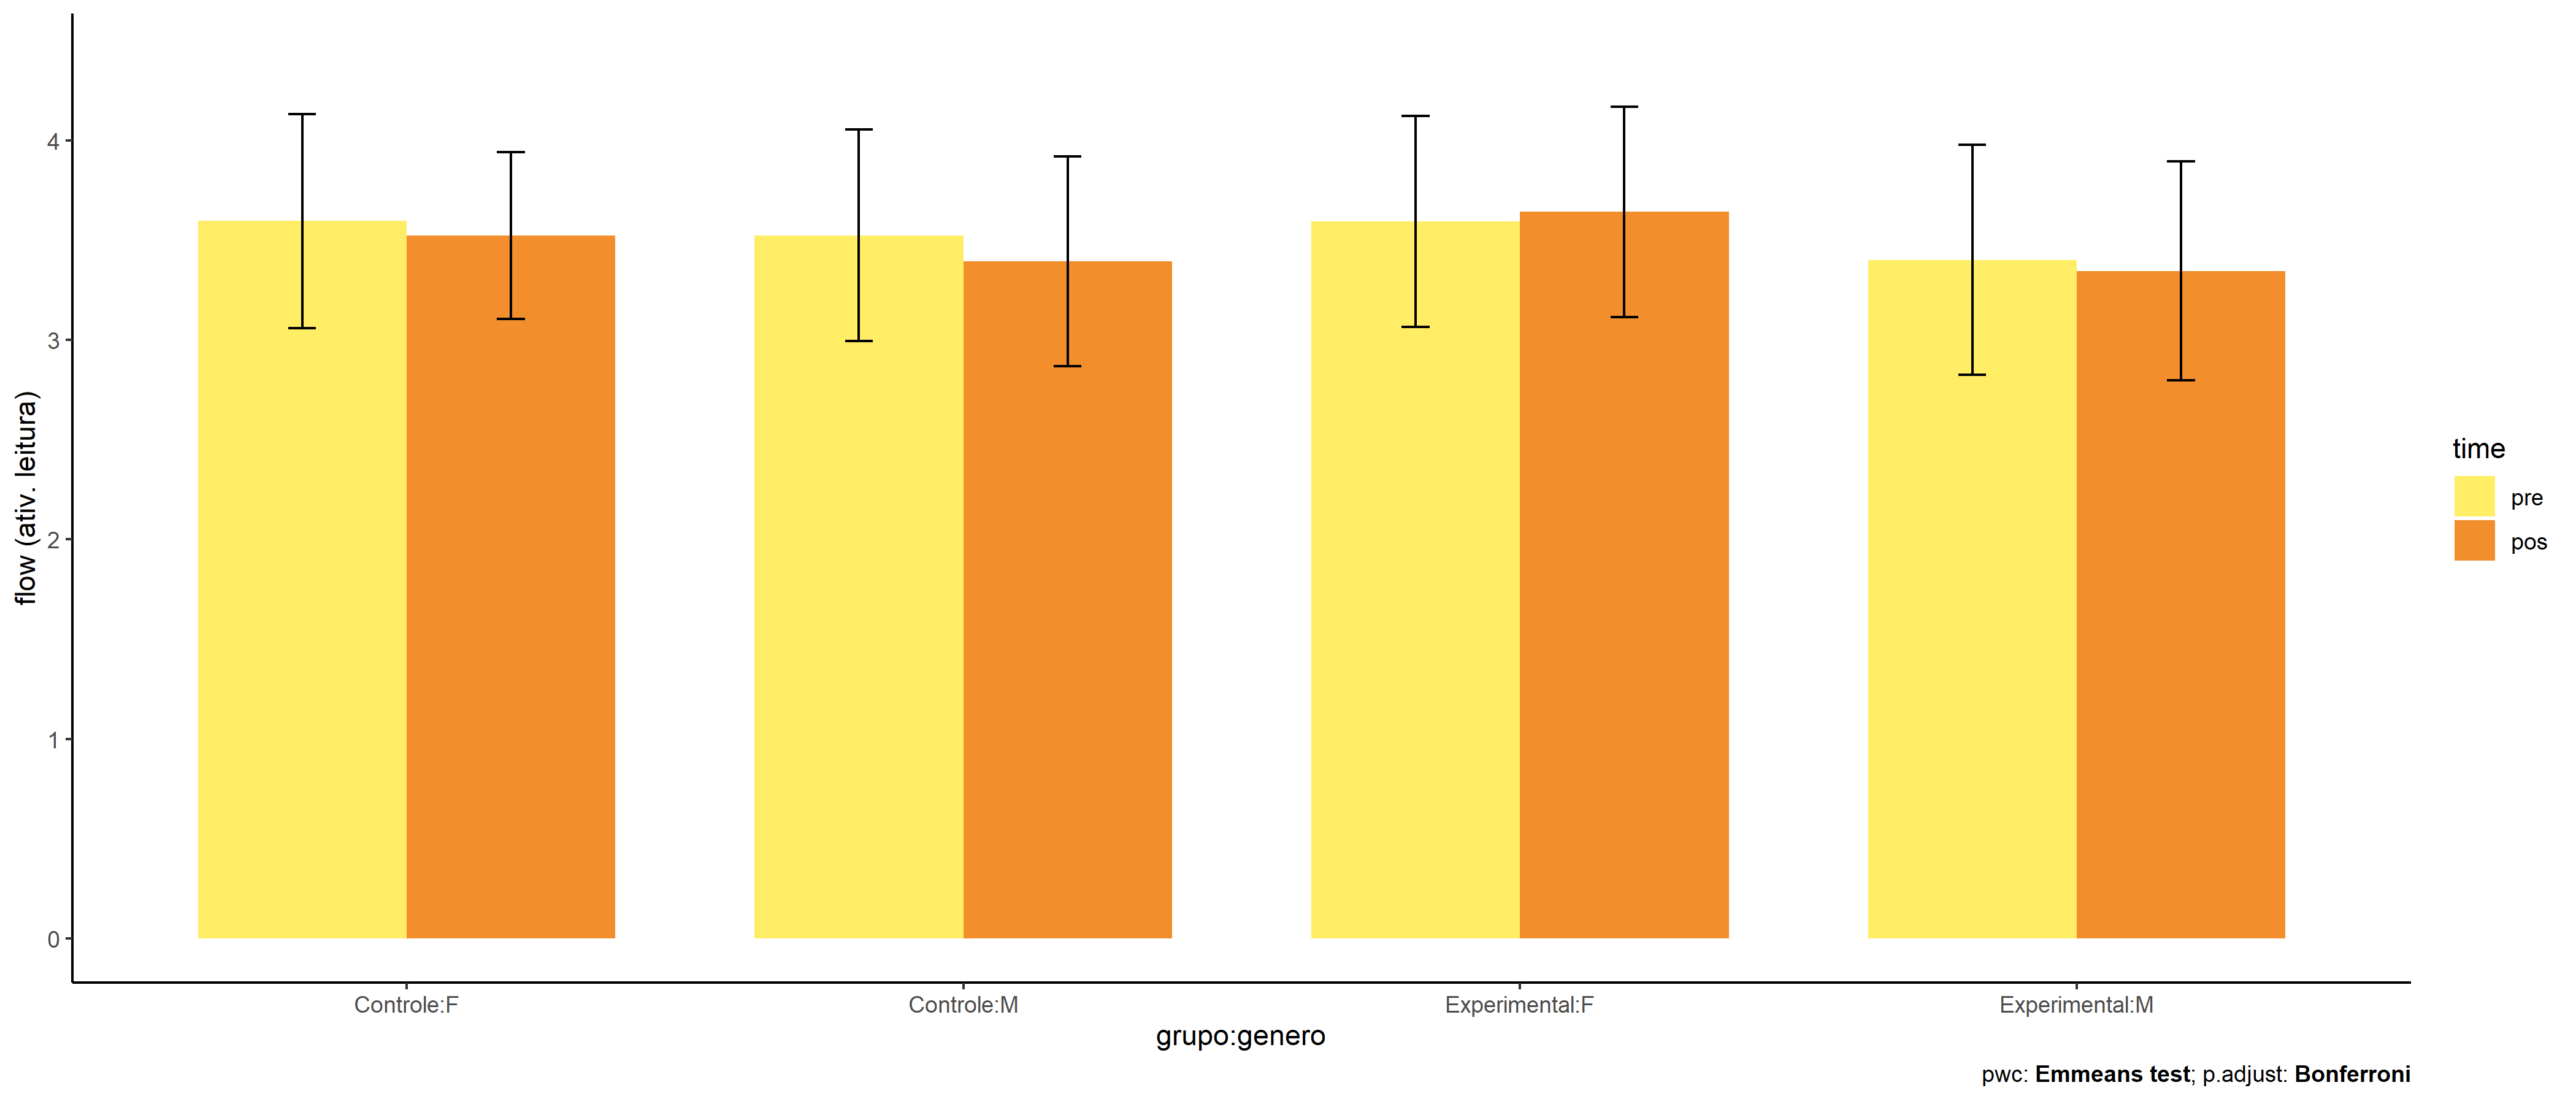 flow (ativ. leitura)
4
3
2
1
0
Controle:F
Controle:M
Experimental:F
Experimental:M
grupo:genero
time
pre
pos
pwc: Emmeans test; p.adjust: Bonferroni